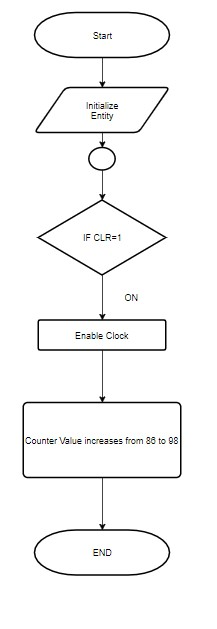 Start
Initialize
Entity
IF CLR=1
ON
Enable Clock
Counter Value increases from 86 to 98
END